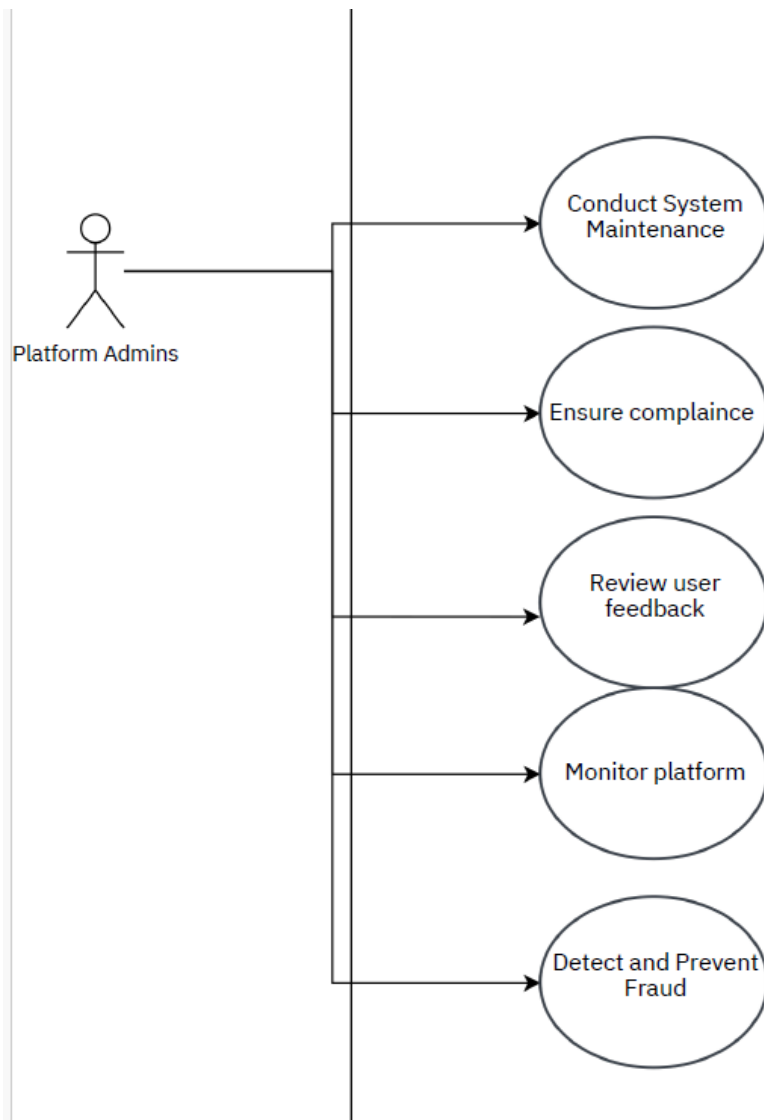 Conduct System
Maintenance
Platform Admins
Ensure complaince
Review user
feedback
Monitor platform
Detect and Prevent
Fraud